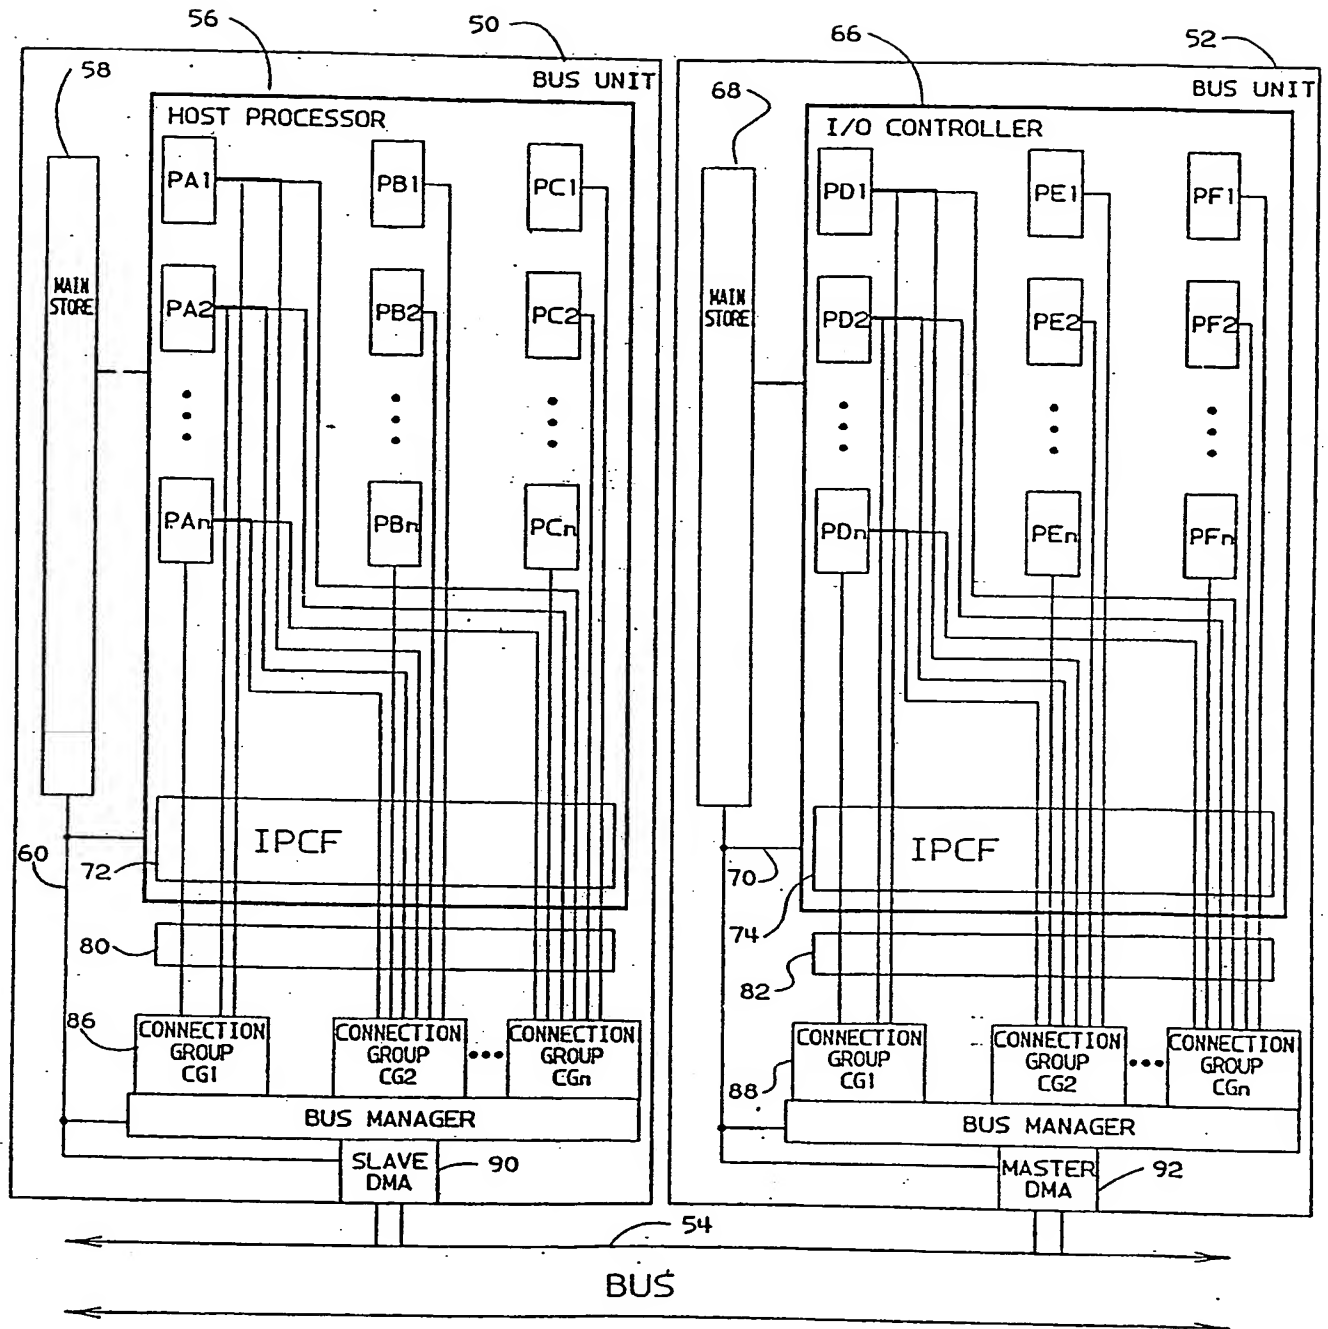 56
50
66
52
58
BUS UNIT
68
BUS UNIT
HOST PROCESSOR
I/O CONTROLLER
PA1
PB1
PC1
PD1
PE1
PF1
MAIN
STORE
PA2
PB2
PC2
MAIN
STORE
PD2
PE2
PF2
PAn
PBn
PCn
PDn
PEn
PFn
IPCF
IPCF
60
72
70
74
80
82
86
CONNECTION
GROUP
CG1
CONNECTION
GROUP
CG2
CONNECTION
GROUP
CGn
88
CONNECTION
GROUP
CG1
CONNECTION
GROUP
CG2
CONNECTION
GROUP
CGn
BUS MANAGER
BUS MANAGER
SLAVE
DMA
90
MASTER
DMA
92
54
BUS